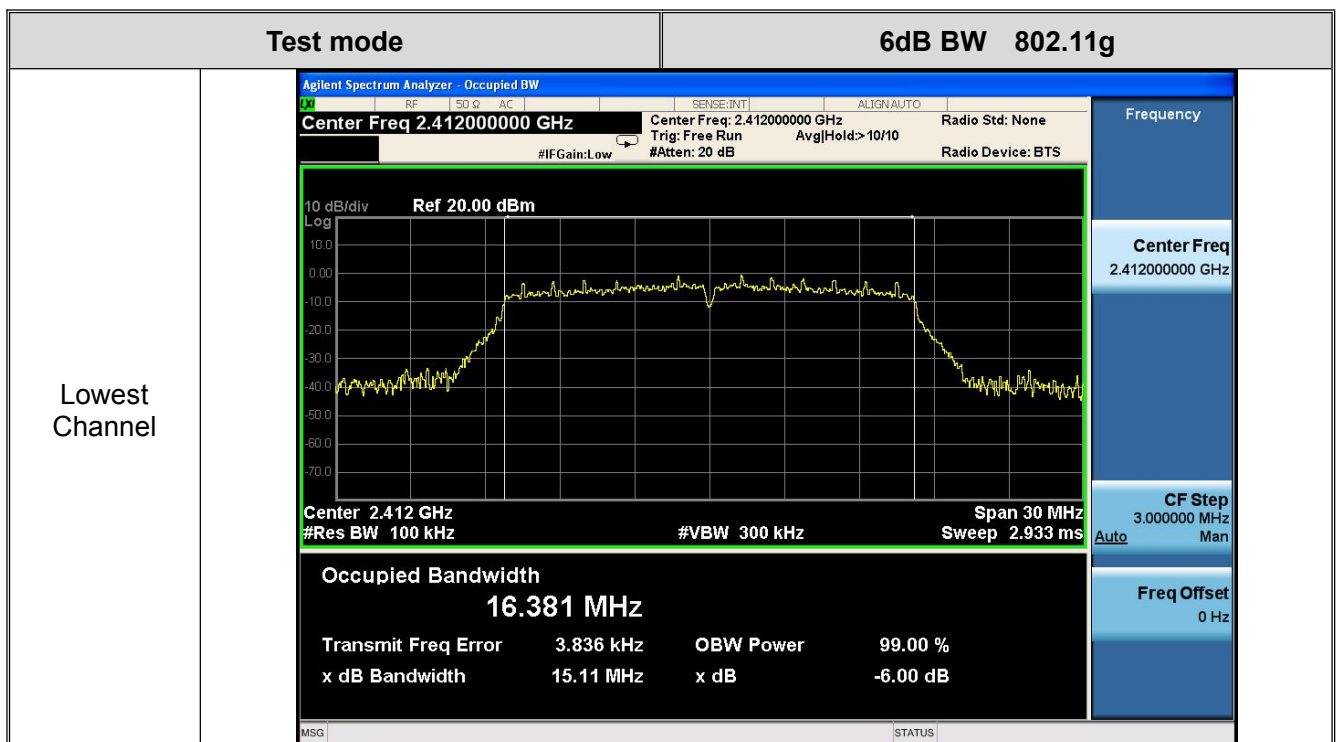 Test mode 6dB BW 802.11g
Lowest
Channel
Agilent Spectrum Analyzer - Occupied BW
LXI RF 50 Ω AC SENSE:INT ALIGN AUTO
Center Freq 2.412000000 GHz
Center Freq: 2.412000000 GHz Radio Std: None
Trig: Free Run Avg|Hold:>10/10
#IFGain:Low #Atten: 20 dB Radio Device: BTS
10 dB/div Ref 20.00 dBm
Log
10.0
0.00
-10.0
-20.0
-30.0
-40.0
-50.0
-60.0
-70.0
Center 2.412 GHz Span 30 MHz
#Res BW 100 kHz #VBW 300 kHz Sweep 2.933 ms
Occupied Bandwidth
16.381 MHz
Transmit Freq Error 3.836 kHz OBW Power 99.00 %
x dB Bandwidth 15.11 MHz x dB -6.00 dB
MSG STATUS
Frequency
Center Freq
2.412000000 GHz
CF Step
3.000000 MHz
Auto Man
Freq Offset
0 Hz